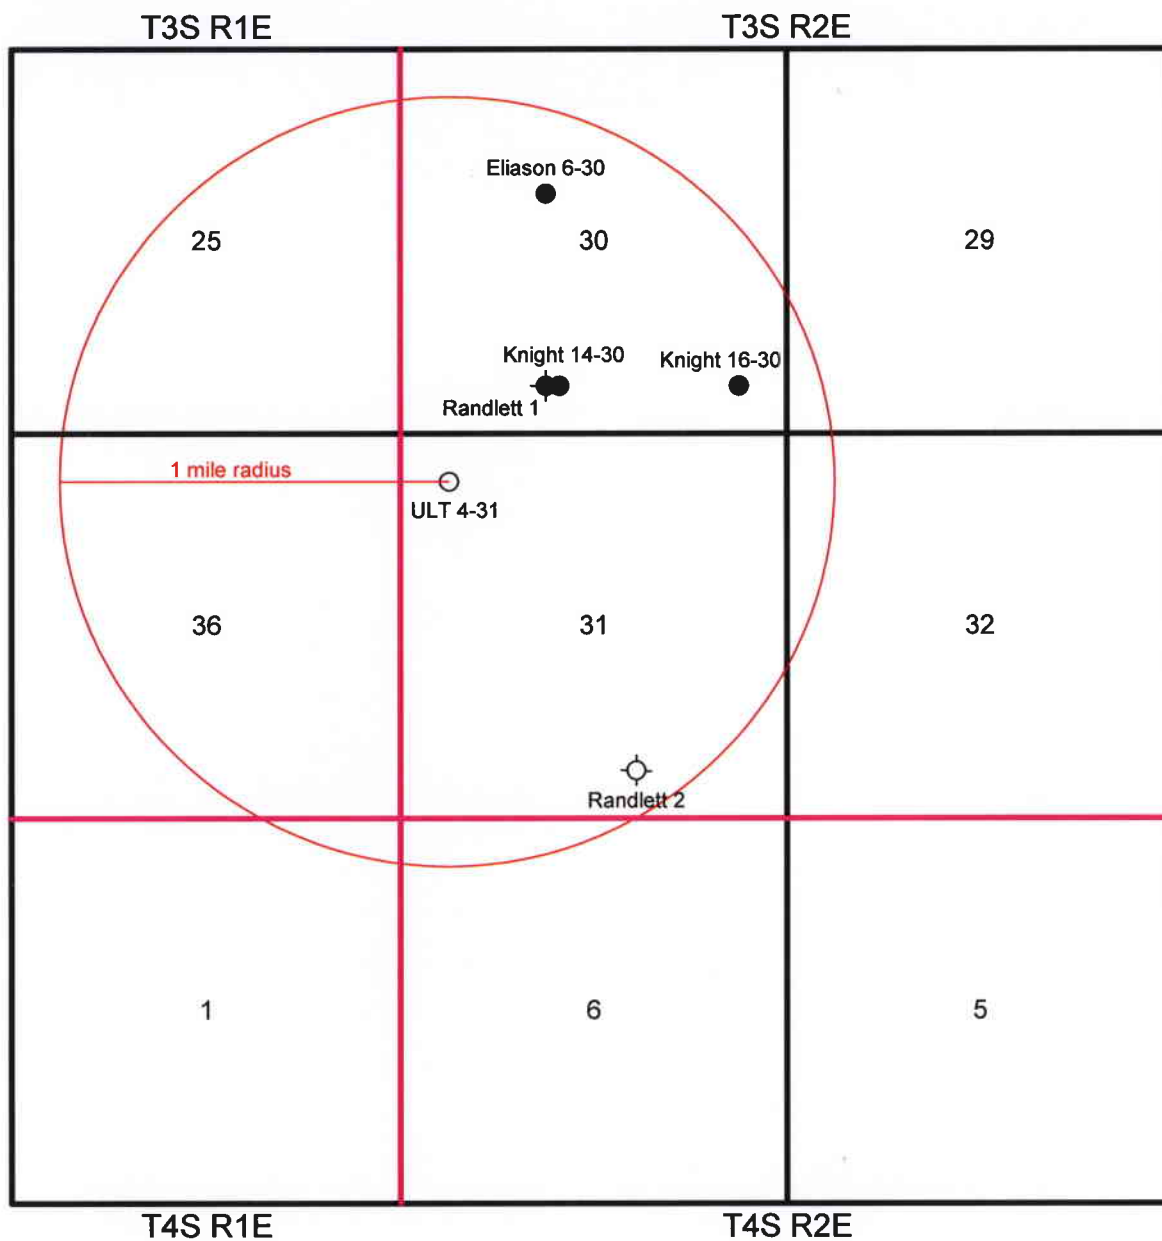 T3S R1E
T3S R2E
Eliason 6-30
25
30
29
Knight 14-30
Knight 16-30
Randlett 1
1 mile radius
ULT 4-31
36
31
32
Randlett 2
1
6
5
T4S R1E
T4S R2E